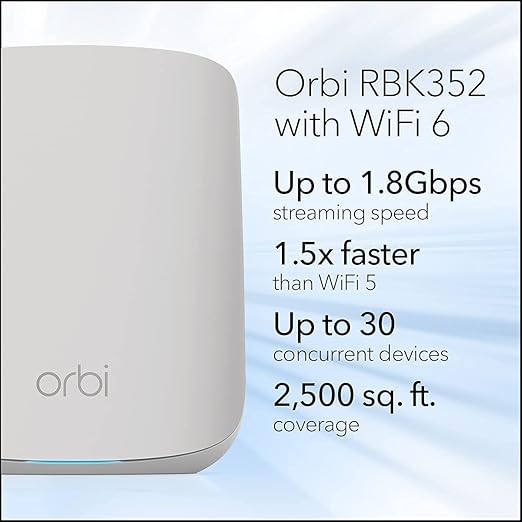 Orbi RBK352
with WiFi 6
Up to 1.8Gbps
streaming speed
1.5x faster
than WiFi 5
Up to 30
concurrent devices
2,500 sq. ft.
coverage
orbi